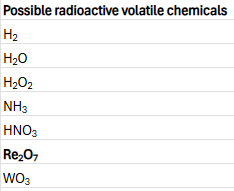 Possible radioactive volatile chemicals
H₂
H₂O
H₂O₂
NH₃
HNO₃
Re₂O₇
WO₃